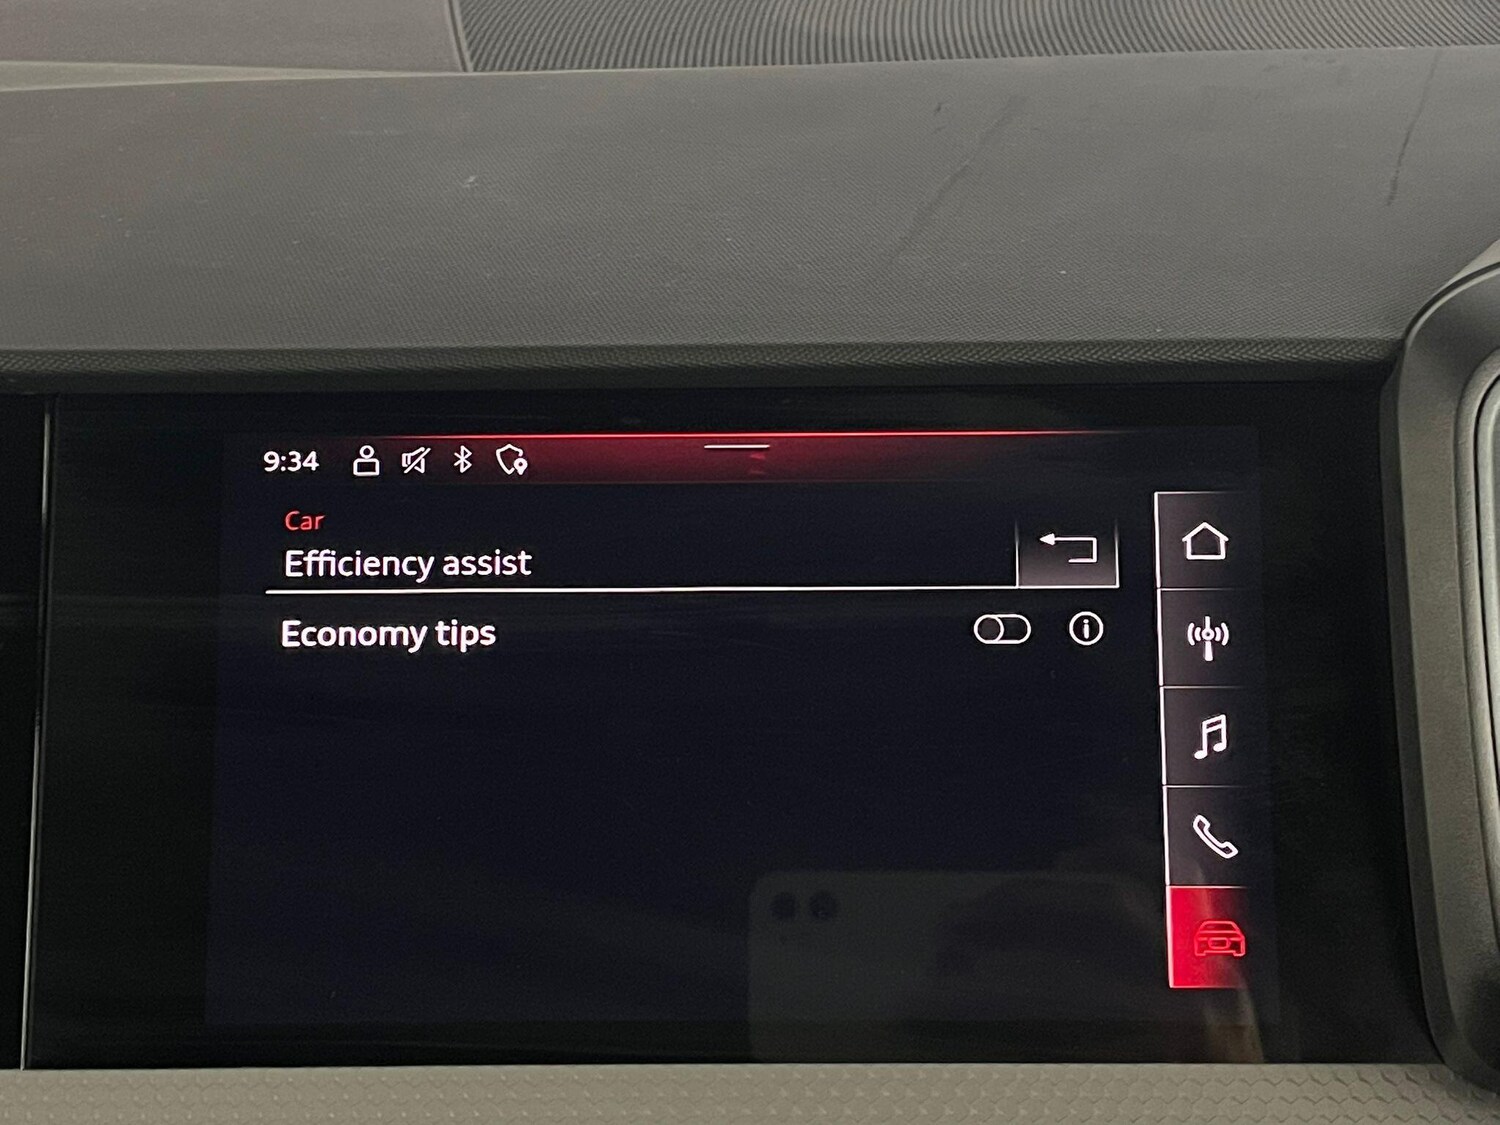 9:34
Car
Efficiency assist
Economy tips